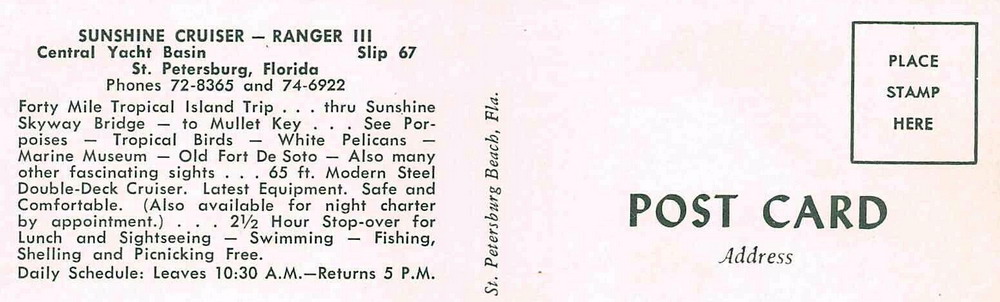 SUNSHINE CRUISER — RANGER III
Central Yacht Basin Slip 67
St. Petersburg, Florida
Phones 72-8365 and 74-6922
Forty Mile Tropical Island Trip . . . thru Sunshine
Skyway Bridge — to Mullet Key . . . See Por-
poises — Tropical Birds — White Pelicans —
Marine Museum — Old Fort De Soto — Also many
other fascinating sights . . . 65 ft. Modern Steel
Double-Deck Cruiser. Latest Equipment. Safe and
Comfortable. (Also available for night charter
by appointment.) . . . 2½ Hour Stop-over for
Lunch and Sightseeing — Swimming — Fishing,
Shelling and Picnicking Free.
Daily Schedule: Leaves 10:30 A.M.—Returns 5 P.M.
St. Petersburg Beach, Fla.
PLACE
STAMP
HERE
POST CARD
Address